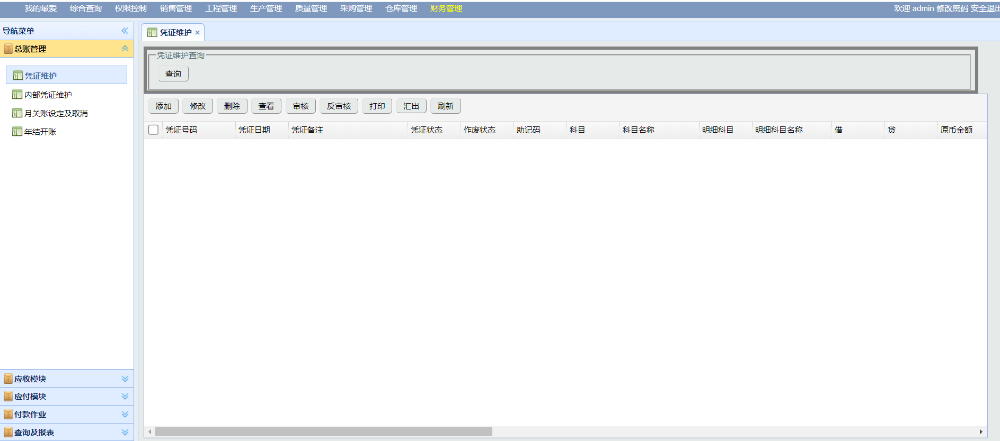 我的最爱 综合查询 权限控制 销售管理 工程管理 生产管理 质量管理 采购管理 仓库管理 财务管理 欢迎 admin 修改密码 安全退出
导航菜单
总账管理
凭证维护
内部凭证维护
月关账设定及取消
年结开账
应收模块
应付模块
付款作业
查询及报表
凭证维护
凭证维护查询
查询
添加 修改 删除 查看 审核 反审核 打印 汇出 刷新
凭证号码 凭证日期 凭证备注 凭证状态 作废状态 助记码 科目 科目名称 明细科目 明细科目名称 借 贷 原币金额